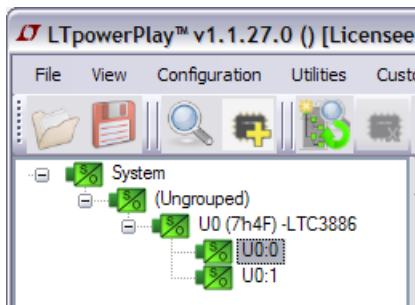 LTpowerPlay™ v1.1.27.0 () [Licensee
File View Configuration Utilities Cust
System
(Ungrouped)
U0 (7h4F) -LTC3886
U0:0
U0:1